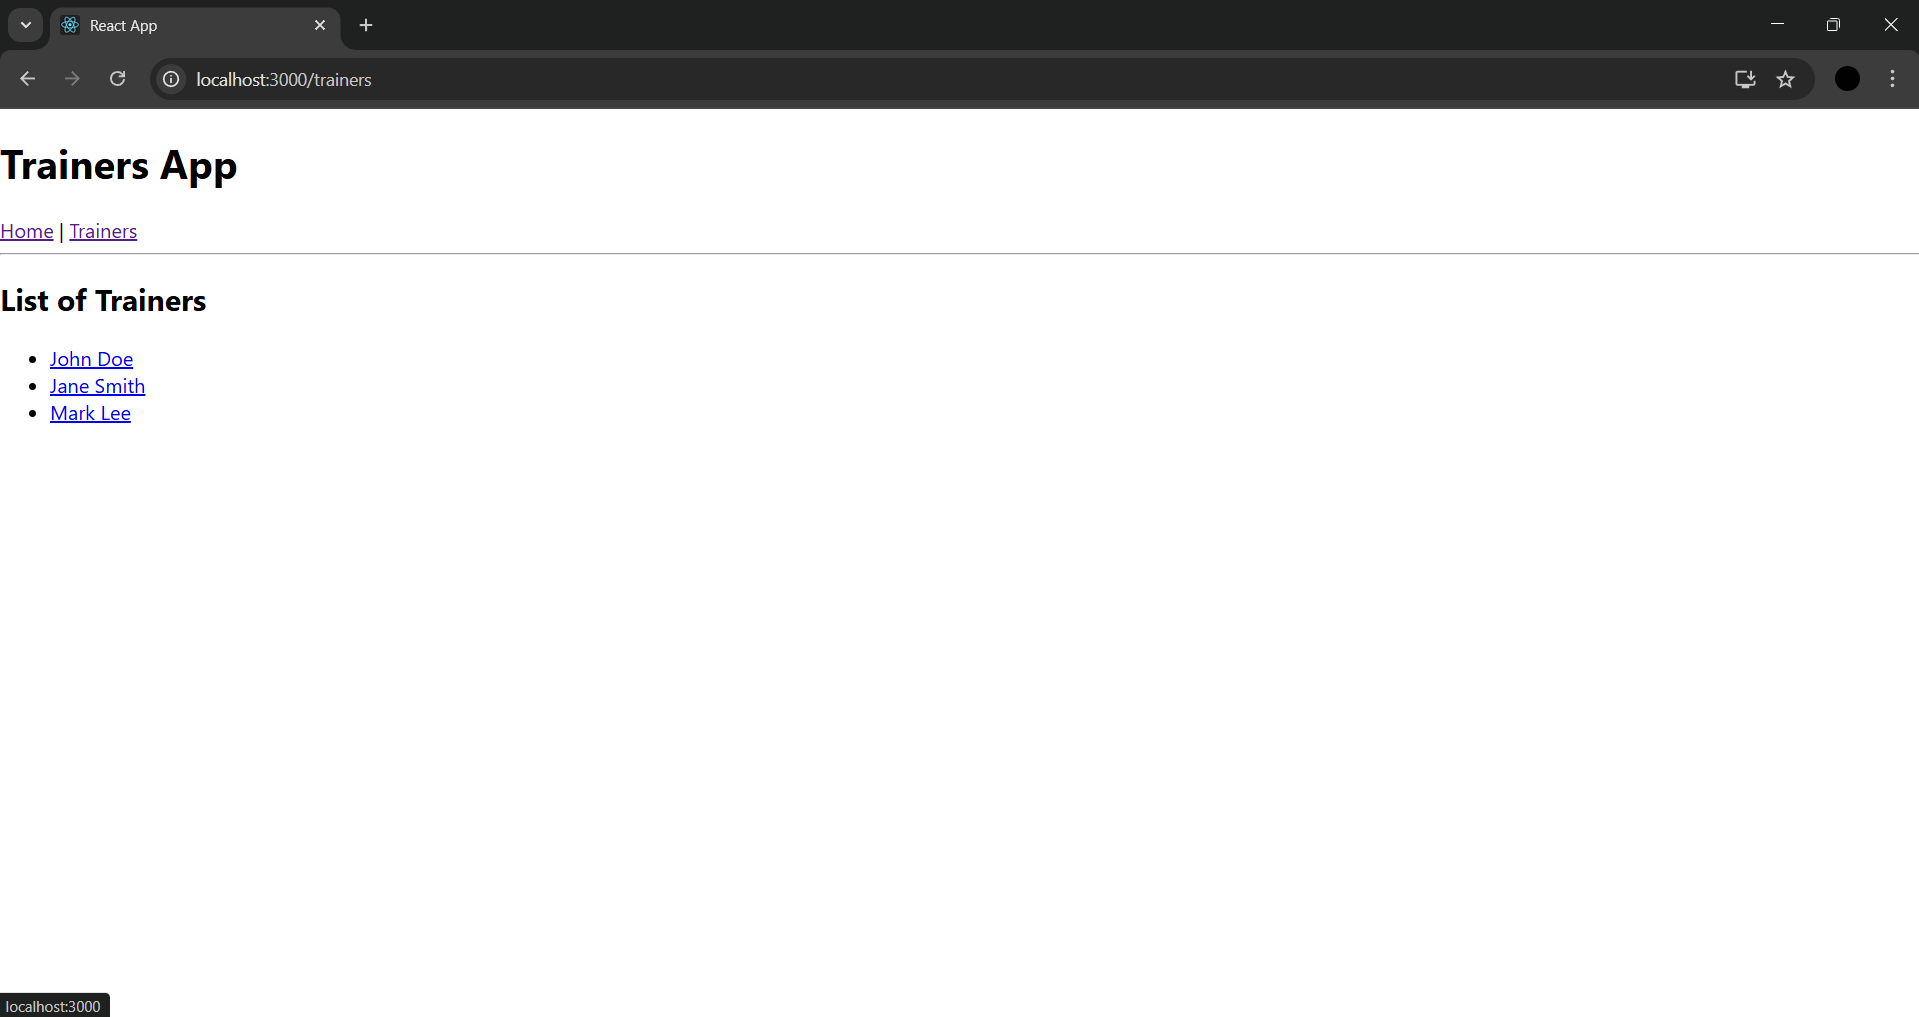 React App
localhost:3000/trainers
Trainers App
Home | Trainers
List of Trainers
John Doe
Jane Smith
Mark Lee
localhost:3000